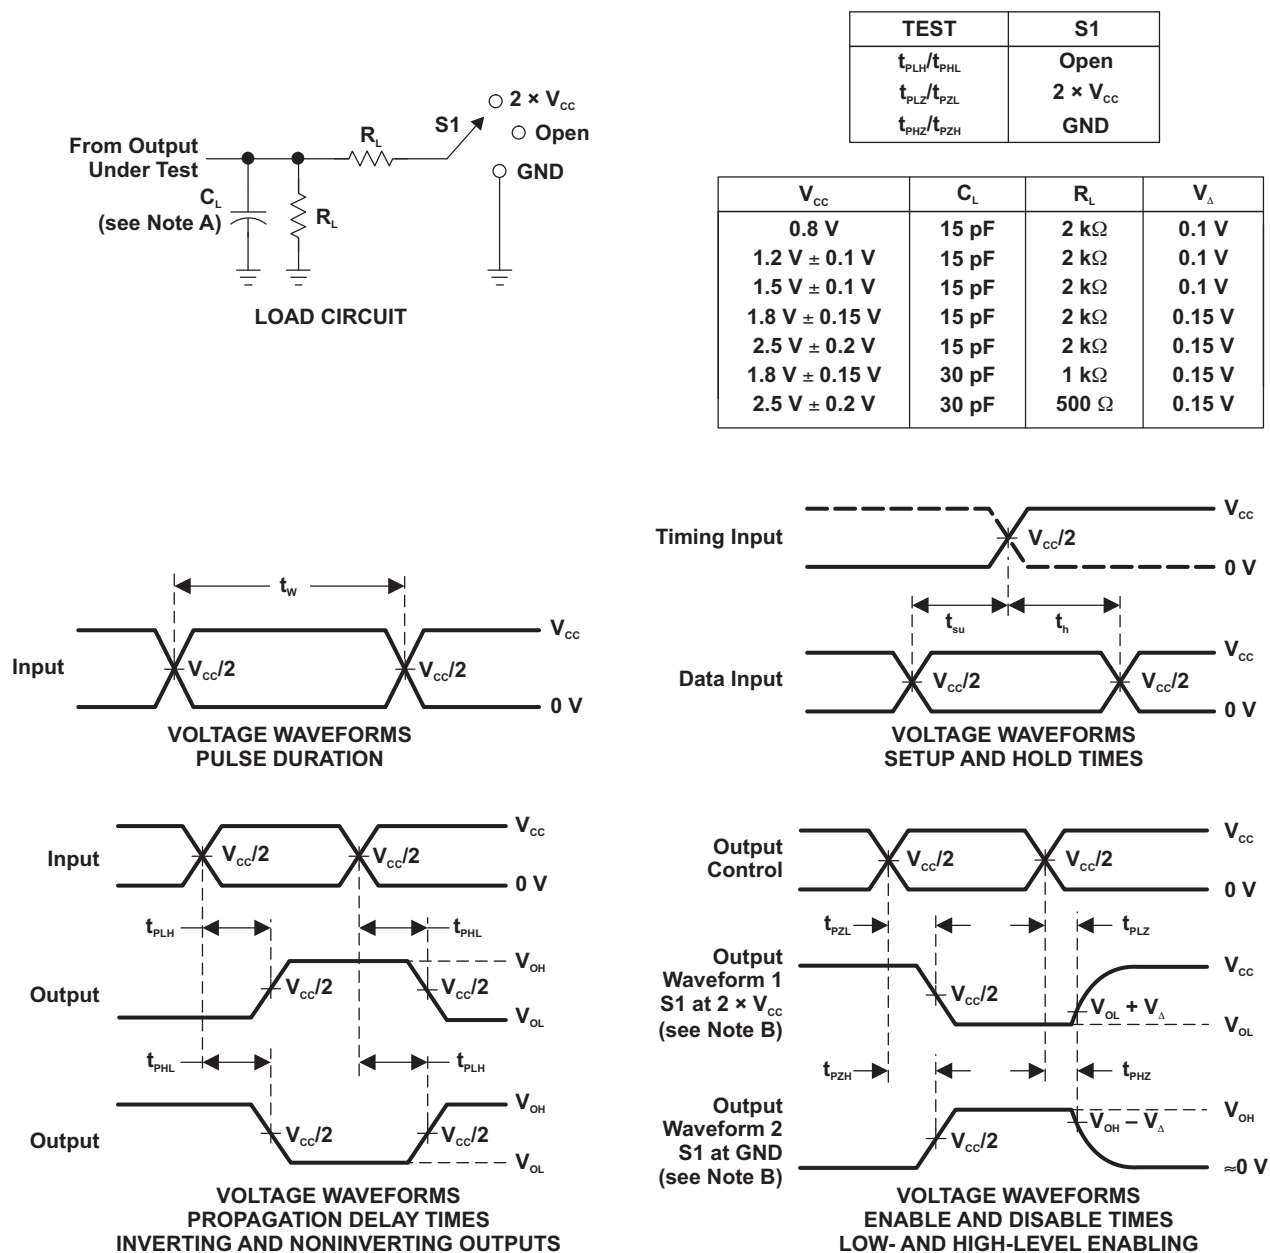 TEST S1
tPLH/tPHL Open
tPLZ/tPZL 2 × VCC
tPHZ/tPZH GND
2 × VCC
S1
Open
GND
From Output
Under Test
RL
CL
(see Note A)
RL
LOAD CIRCUIT
VCC CL RL VΔ
0.8 V 15 pF 2 kΩ 0.1 V
1.2 V ± 0.1 V 15 pF 2 kΩ 0.1 V
1.5 V ± 0.1 V 15 pF 2 kΩ 0.1 V
1.8 V ± 0.15 V 15 pF 2 kΩ 0.15 V
2.5 V ± 0.2 V 15 pF 2 kΩ 0.15 V
1.8 V ± 0.15 V 30 pF 1 kΩ 0.15 V
2.5 V ± 0.2 V 30 pF 500 Ω 0.15 V
tW
VCC
Input
VCC/2 VCC/2
0 V
VOLTAGE WAVEFORMS
PULSE DURATION
VCC
Timing Input
VCC/2
0 V
tsu th
VCC
Data Input
VCC/2 VCC/2
0 V
VOLTAGE WAVEFORMS
SETUP AND HOLD TIMES
VCC
Input
VCC/2 VCC/2
0 V
tPLH tPHL
VOH
Output
VCC/2 VCC/2
VOL
tPHL tPLH
VOH
Output
VCC/2 VCC/2
VOL
VOLTAGE WAVEFORMS
PROPAGATION DELAY TIMES
INVERTING AND NONINVERTING OUTPUTS
VCC
Output
Control
VCC/2 VCC/2
0 V
tPZL tPLZ
Output
Waveform 1
S1 at 2 × VCC
(see Note B)
VCC
VCC/2
VOL + VΔ
VOL
tPZH tPHZ
Output
Waveform 2
S1 at GND
(see Note B)
VOH
VOH – VΔ
VCC/2
≈0 V
VOLTAGE WAVEFORMS
ENABLE AND DISABLE TIMES
LOW- AND HIGH-LEVEL ENABLING